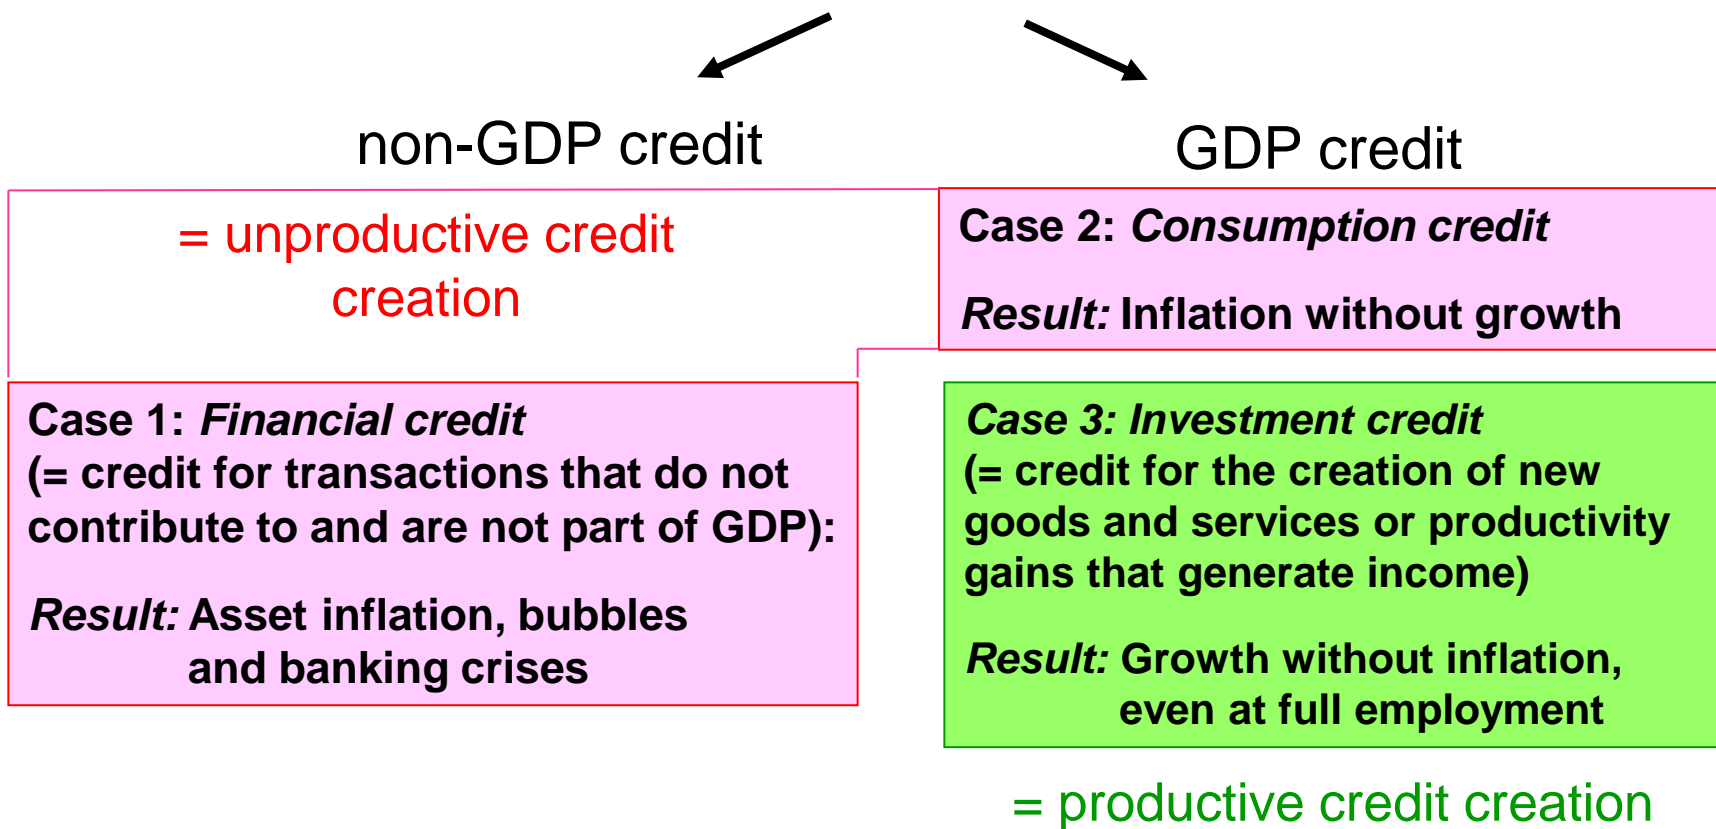 non-GDP credit
GDP credit
= unproductive credit
creation
Case 2: Consumption credit
Result: Inflation without growth
Case 1: Financial credit
(= credit for transactions that do not
contribute to and are not part of GDP):
Result: Asset inflation, bubbles
and banking crises
Case 3: Investment credit
(= credit for the creation of new
goods and services or productivity
gains that generate income)
Result: Growth without inflation,
even at full employment
= productive credit creation